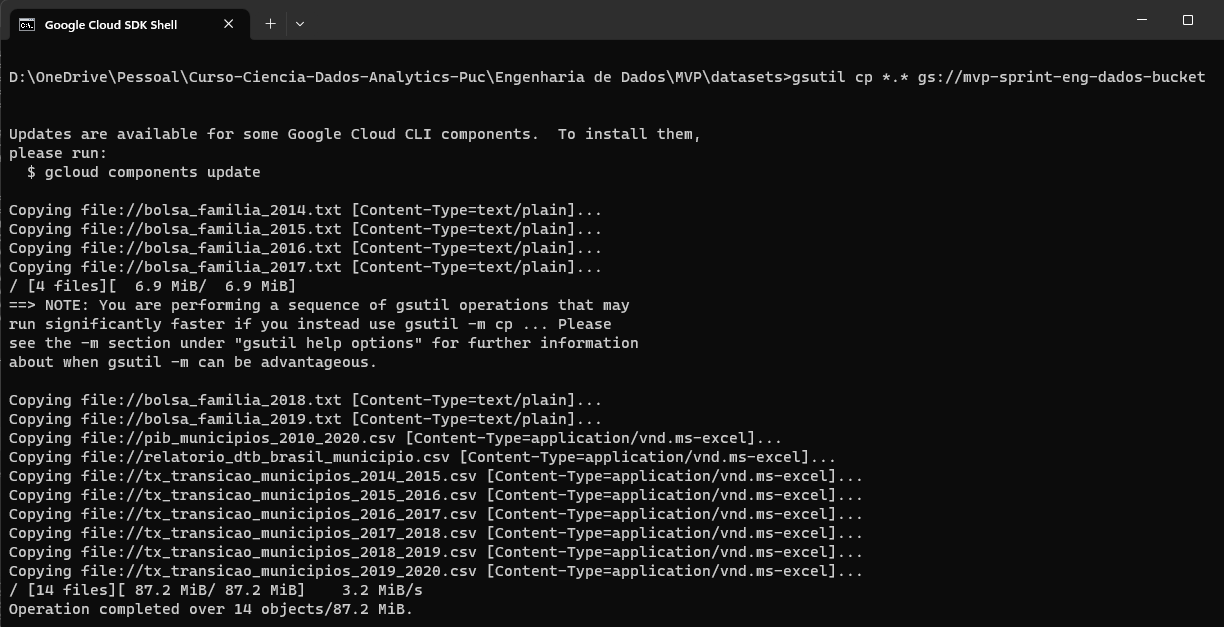 Google Cloud SDK Shell
D:\OneDrive\Pessoal\Curso-Ciencia-Dados-Analytics-Puc\Engenharia de Dados\MVP\datasets>gsutil cp *.* gs://mvp-sprint-eng-dados-bucket
Updates are available for some Google Cloud CLI components.  To install them,
please run:
  $ gcloud components update
Copying file://bolsa_familia_2014.txt [Content-Type=text/plain]...
Copying file://bolsa_familia_2015.txt [Content-Type=text/plain]...
Copying file://bolsa_familia_2016.txt [Content-Type=text/plain]...
Copying file://bolsa_familia_2017.txt [Content-Type=text/plain]...
/ [4 files][  6.9 MiB/  6.9 MiB]
==> NOTE: You are performing a sequence of gsutil operations that may
run significantly faster if you instead use gsutil -m cp ... Please
see the -m section under "gsutil help options" for further information
about when gsutil -m can be advantageous.
Copying file://bolsa_familia_2018.txt [Content-Type=text/plain]...
Copying file://bolsa_familia_2019.txt [Content-Type=text/plain]...
Copying file://pib_municipios_2010_2020.csv [Content-Type=application/vnd.ms-excel]...
Copying file://relatorio_dtb_brasil_municipio.csv [Content-Type=application/vnd.ms-excel]...
Copying file://tx_transicao_municipios_2014_2015.csv [Content-Type=application/vnd.ms-excel]...
Copying file://tx_transicao_municipios_2015_2016.csv [Content-Type=application/vnd.ms-excel]...
Copying file://tx_transicao_municipios_2016_2017.csv [Content-Type=application/vnd.ms-excel]...
Copying file://tx_transicao_municipios_2017_2018.csv [Content-Type=application/vnd.ms-excel]...
Copying file://tx_transicao_municipios_2018_2019.csv [Content-Type=application/vnd.ms-excel]...
Copying file://tx_transicao_municipios_2019_2020.csv [Content-Type=application/vnd.ms-excel]...
/ [14 files][ 87.2 MiB/ 87.2 MiB]    3.2 MiB/s
Operation completed over 14 objects/87.2 MiB.